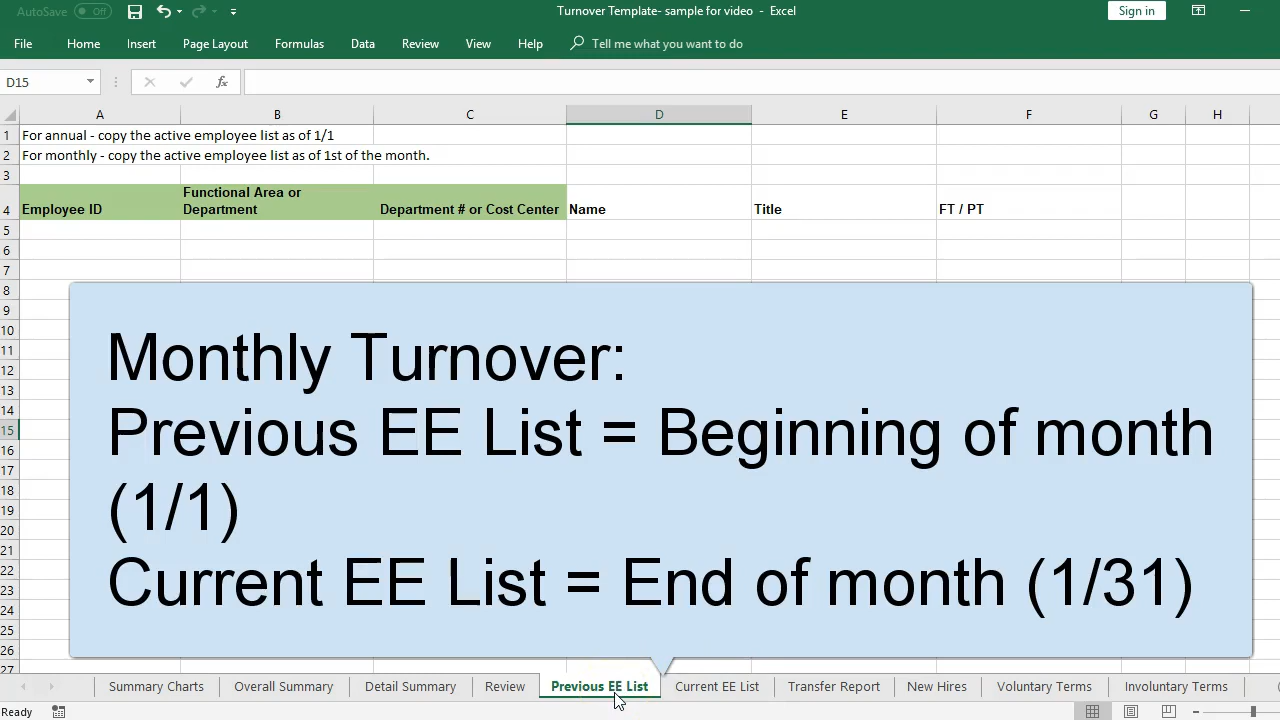 AutoSave Off
Turnover Template- sample for video - Excel
Sign in
File Home Insert Page Layout Formulas Data Review View Help Tell me what you want to do
D15 fx
A B C D E F G H
1 For annual - copy the active employee list as of 1/1
2 For monthly - copy the active employee list as of 1st of the month.
3
Functional Area or
4 Employee ID Department Department # or Cost Center Name Title FT / PT
5
6
7
8
9
10
11
12
13
14
15
16
17
18
19
20
21
22
23
24
25
26
27
Monthly Turnover:
Previous EE List = Beginning of month
(1/1)
Current EE List = End of month (1/31)
Summary Charts Overall Summary Detail Summary Review Previous EE List Current EE List Transfer Report New Hires Voluntary Terms Involuntary Terms
Ready